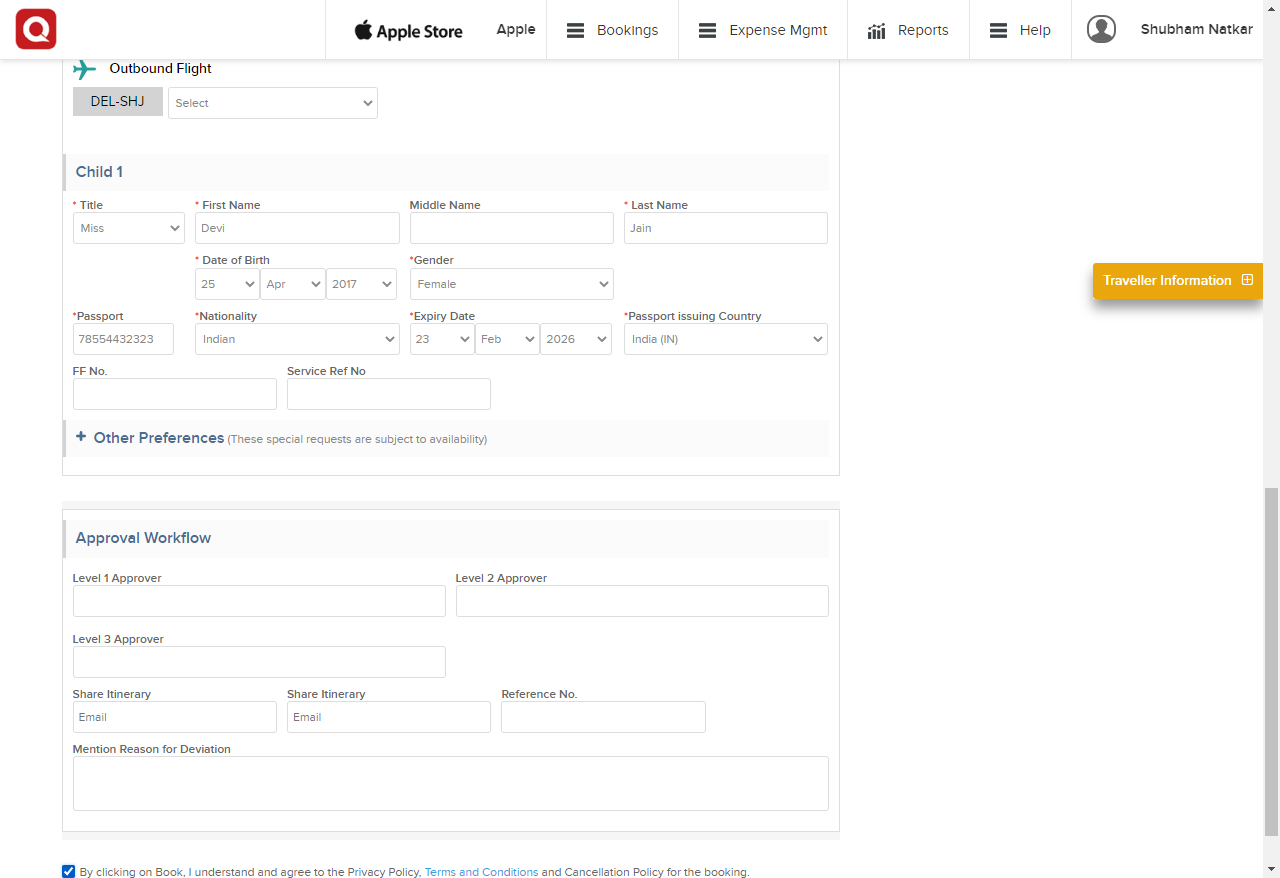 Apple Store Apple Bookings Expense Mgmt Reports Help Shubham Natkar
Outbound Flight
DEL-SHJ Select
Child 1
* Title * First Name Middle Name * Last Name
Miss Devi Jain
* Date of Birth *Gender
25 Apr 2017 Female
Traveller Information
*Passport *Nationality *Expiry Date *Passport issuing Country
78554432323 Indian 23 Feb 2026 India (IN)
FF No. Service Ref No
+ Other Preferences (These special requests are subject to availability)
Approval Workflow
Level 1 Approver Level 2 Approver
Level 3 Approver
Share Itinerary Share Itinerary Reference No.
Email Email
Mention Reason for Deviation
By clicking on Book, I understand and agree to the Privacy Policy, Terms and Conditions and Cancellation Policy for the booking.